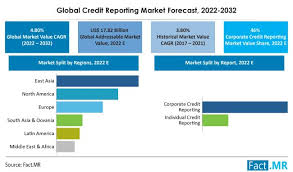 Global Credit Reporting Market Forecast, 2022-2032
4.80%
Global Market Value CAGR
(2022 – 2032)
US$ 17.82 Billion
Global Addressable Market
Value, 2022 E
3.80%
Historical Market Value
CAGR (2017 – 2021)
46%
Corporate Credit Reporting
Market Value Share, 2022 E
Market Split by Regions, 2022 E
East Asia
North America
Europe
South Asia & Oceania
Latin America
Middle East & Africa
Market Split by Report, 2022 E
Corporate Credit
Reporting
Individual Credit
Reporting
Source: Fact.MR
Fact.MR